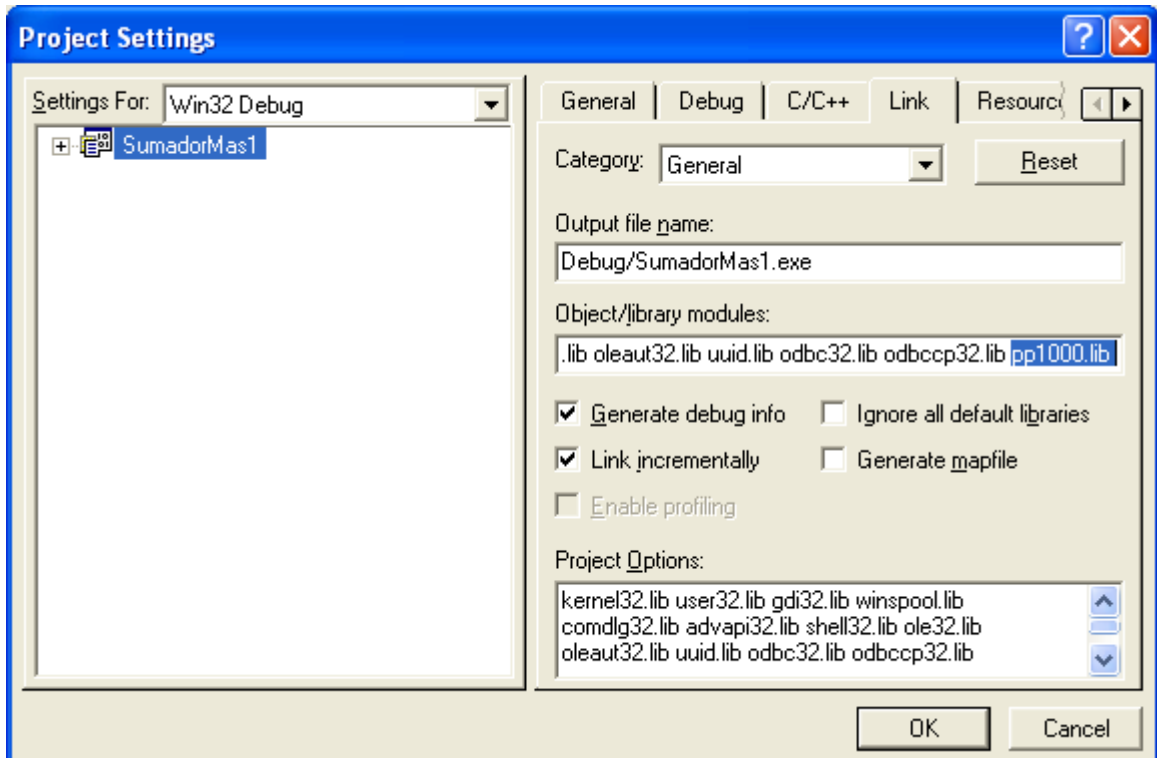 Project Settings
Settings For: Win32 Debug
SumadorMas1
General Debug C/C++ Link Resourc
Category: General Reset
Output file name:
Debug/SumadorMas1.exe
Object/library modules:
.lib oleaut32.lib uuid.lib odbc32.lib odbccp32.lib pp1000.lib
Generate debug info Ignore all default libraries
Link incrementally Generate mapfile
Enable profiling
Project Options:
kernel32.lib user32.lib gdi32.lib winspool.lib
comdlg32.lib advapi32.lib shell32.lib ole32.lib
oleaut32.lib uuid.lib odbc32.lib odbccp32.lib
OK Cancel